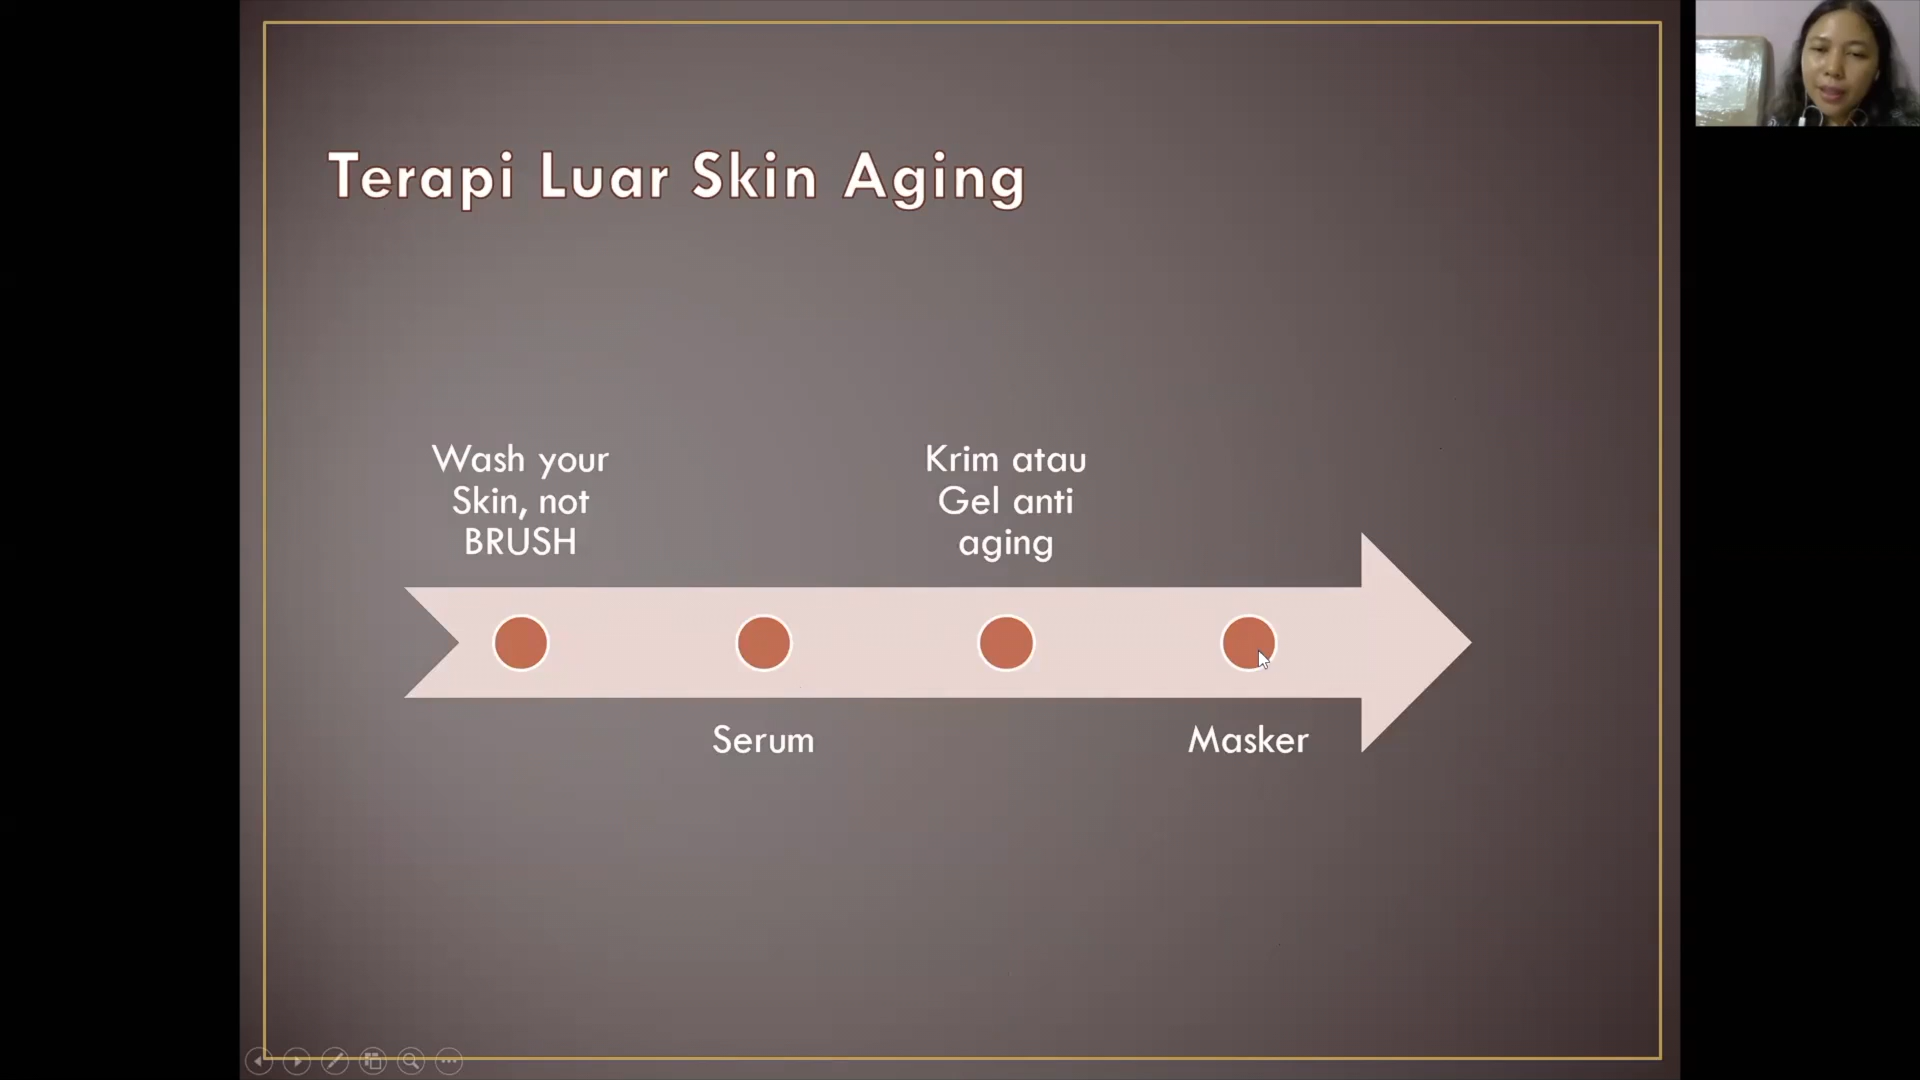 Terapi Luar Skin Aging
Wash your
Skin, not
BRUSH
Serum
Krim atau
Gel anti
aging
Masker